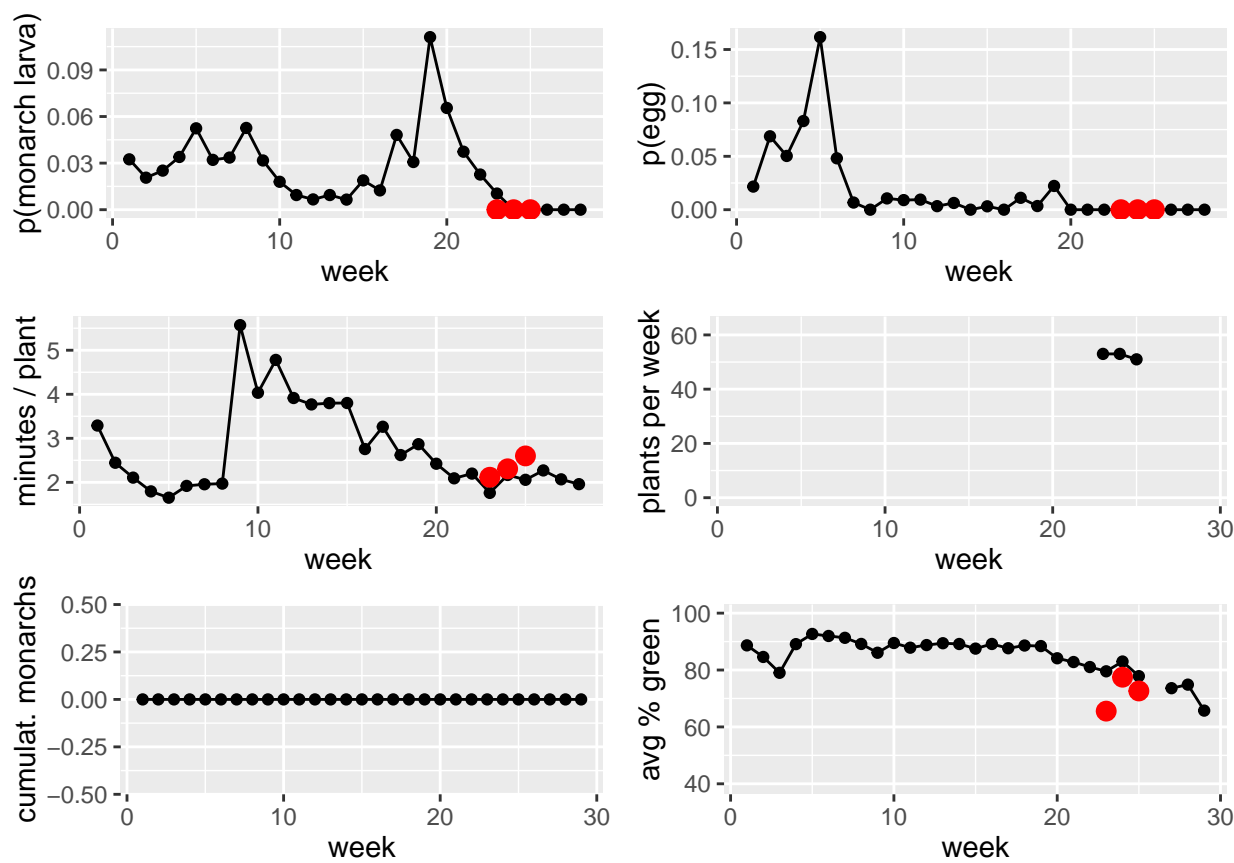 p(monarch larva)
0.09
0.06
0.03
0.00
0 10 20
week
p(egg)
0.15
0.10
0.05
0.00
0 10 20
week
minutes / plant
5
4
3
2
0 10 20
week
plants per week
60
40
20
0
0 10 20 30
week
cumulat. monarchs
0.50
0.25
0.00
−0.25
−0.50
0 10 20 30
week
avg % green
100
80
60
40
0 10 20 30
week